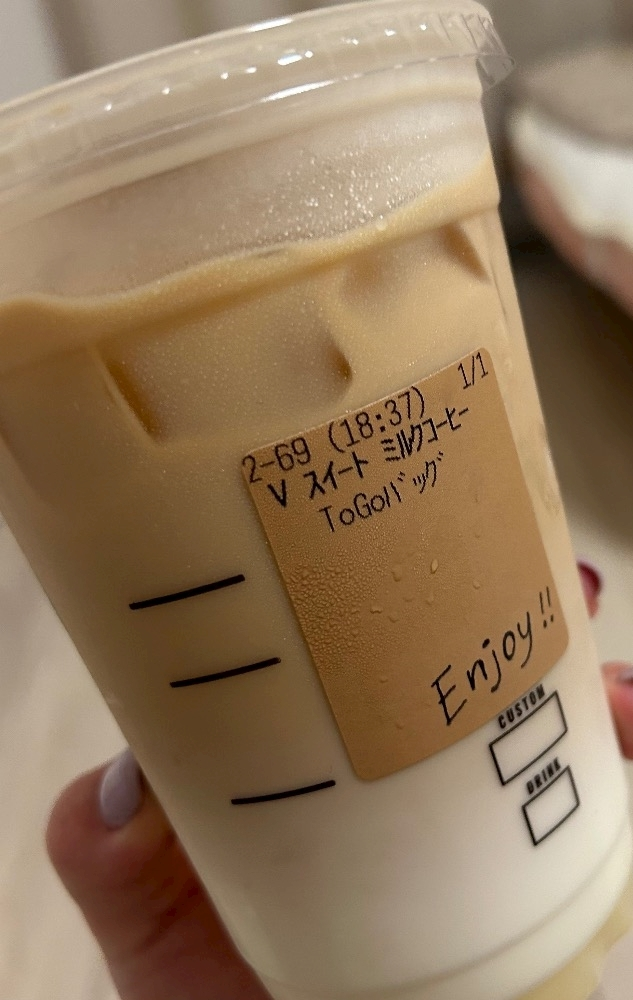 2-69 (18:37) 1/1
V スイート ミルクコーヒー
ToGoバッグ
Enjoy!!
CUSTOM
DRINK